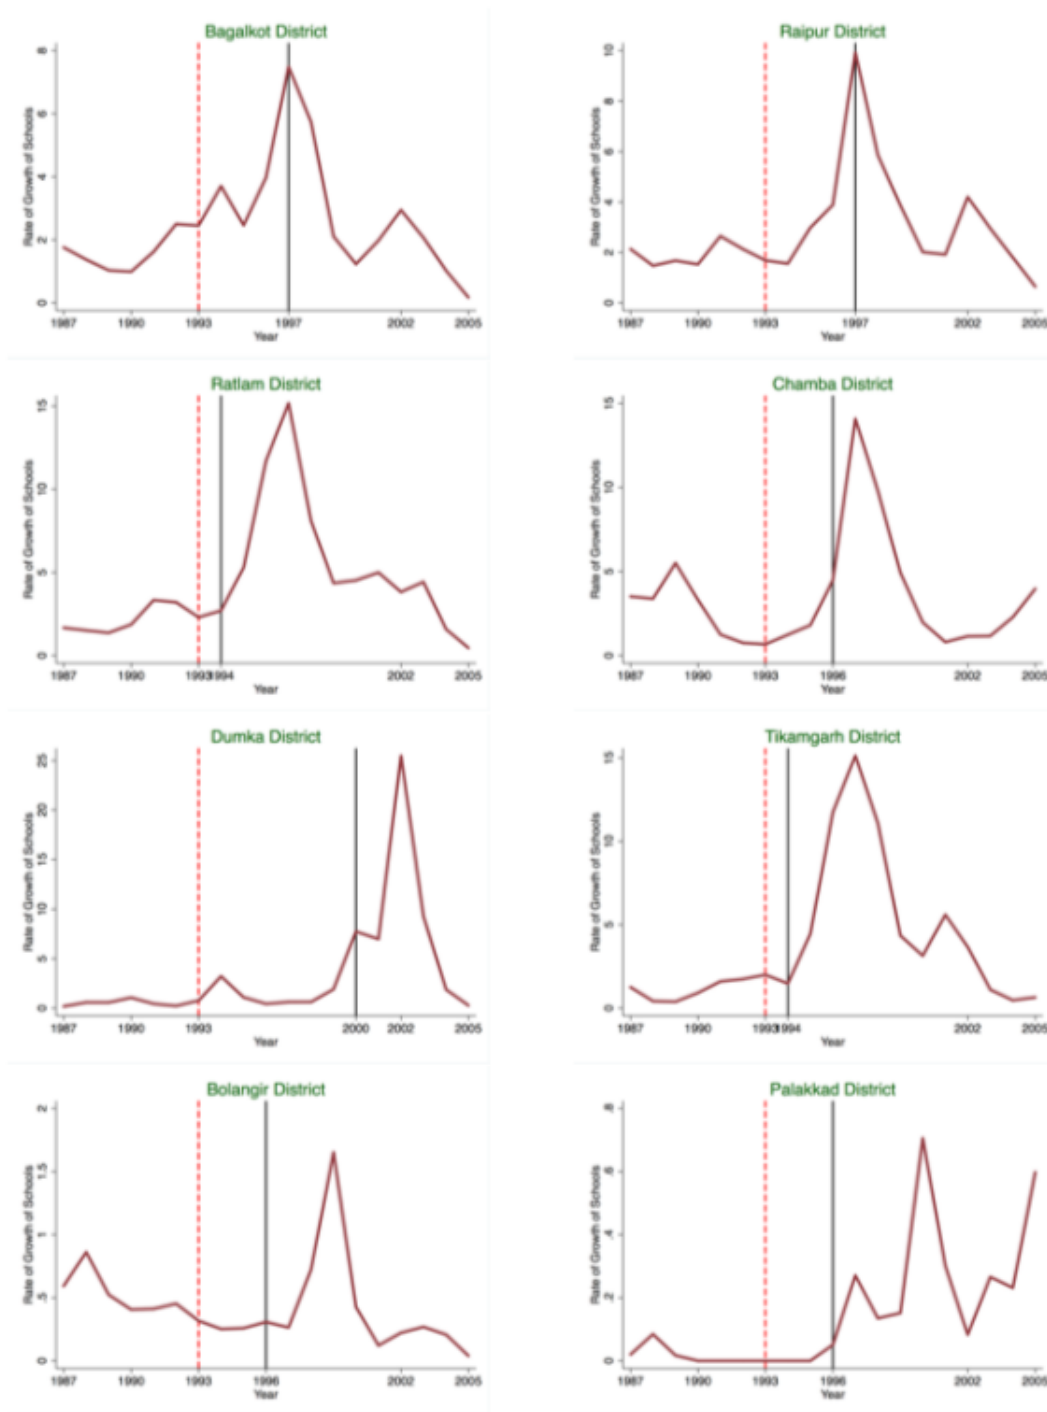 Bagalkot District
Rate of Growth of Schools
8
6
4
2
0
1987 1990 1993 1997 2002 2005
Year
Raipur District
Rate of Growth of Schools
10
8
6
4
2
0
1987 1990 1993 1997 2002 2005
Year
Ratlam District
Rate of Growth of Schools
15
10
5
0
1987 1990 1993 1994 2002 2005
Year
Chamba District
Rate of Growth of Schools
15
10
5
0
1987 1990 1993 1996 2002 2005
Year
Dumka District
Rate of Growth of Schools
25
20
15
10
5
0
1987 1990 1993 2000 2002 2005
Year
Tikamgarh District
Rate of Growth of Schools
15
10
5
0
1987 1990 1993 1994 2002 2005
Year
Bolangir District
Rate of Growth of Schools
2
1.5
1
.5
0
1987 1990 1993 1996 2002 2005
Year
Palakkad District
Rate of Growth of Schools
.8
.6
.4
.2
0
1987 1990 1993 1996 2002 2005
Year